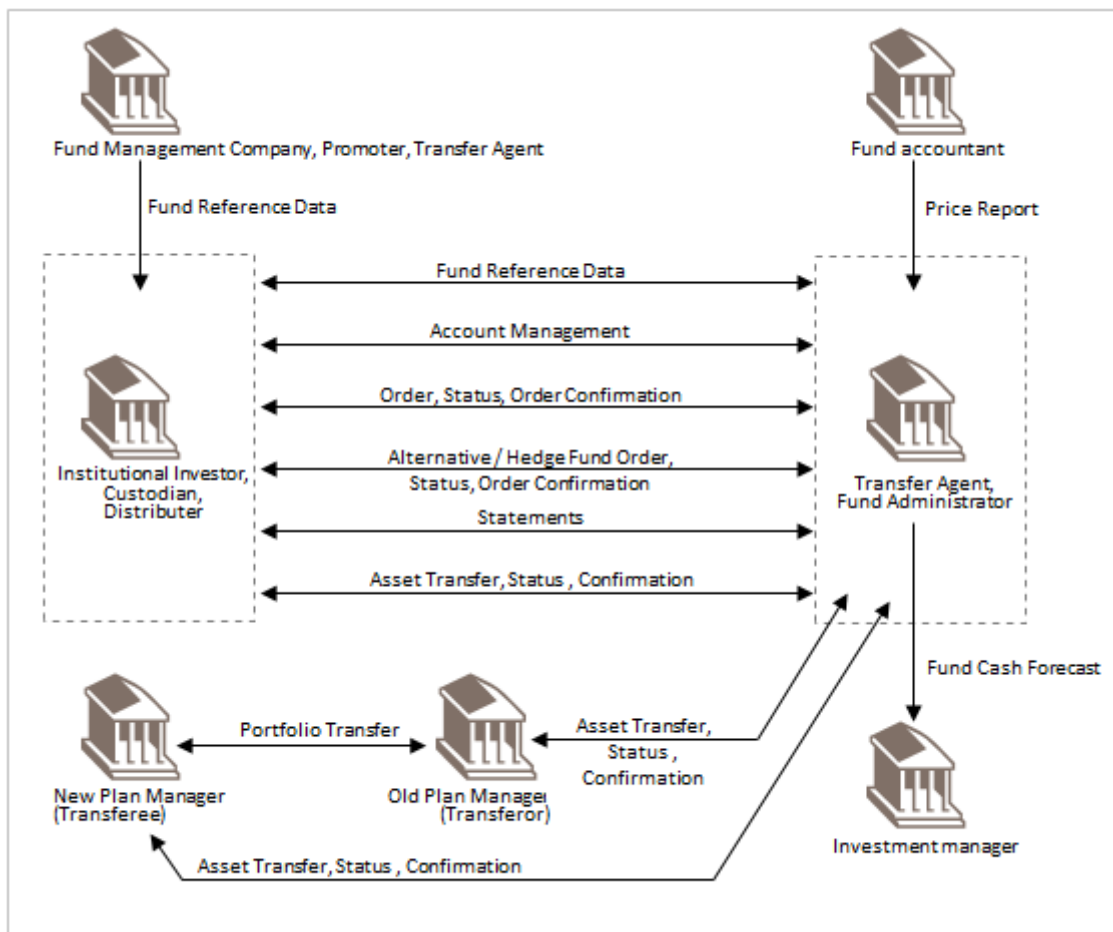 Fund Management Company, Promoter, Transfer Agent
Fund accountant
Fund Reference Data
Price Report
Fund Reference Data
Account Management
Order, Status, Order Confirmation
Alternative / Hedge Fund Order,
Status, Order Confirmation
Statements
Asset Transfer, Status , Confirmation
Institutional Investor,
Custodian,
Distributer
Transfer Agent,
Fund Administrator
Fund Cash Forecast
Portfolio Transfer
Asset Transfer,
Status ,
Confirmation
New Plan Manager
(Transferee)
Old Plan Manager
(Transferor)
Investment manager
Asset Transfer, Status , Confirmation